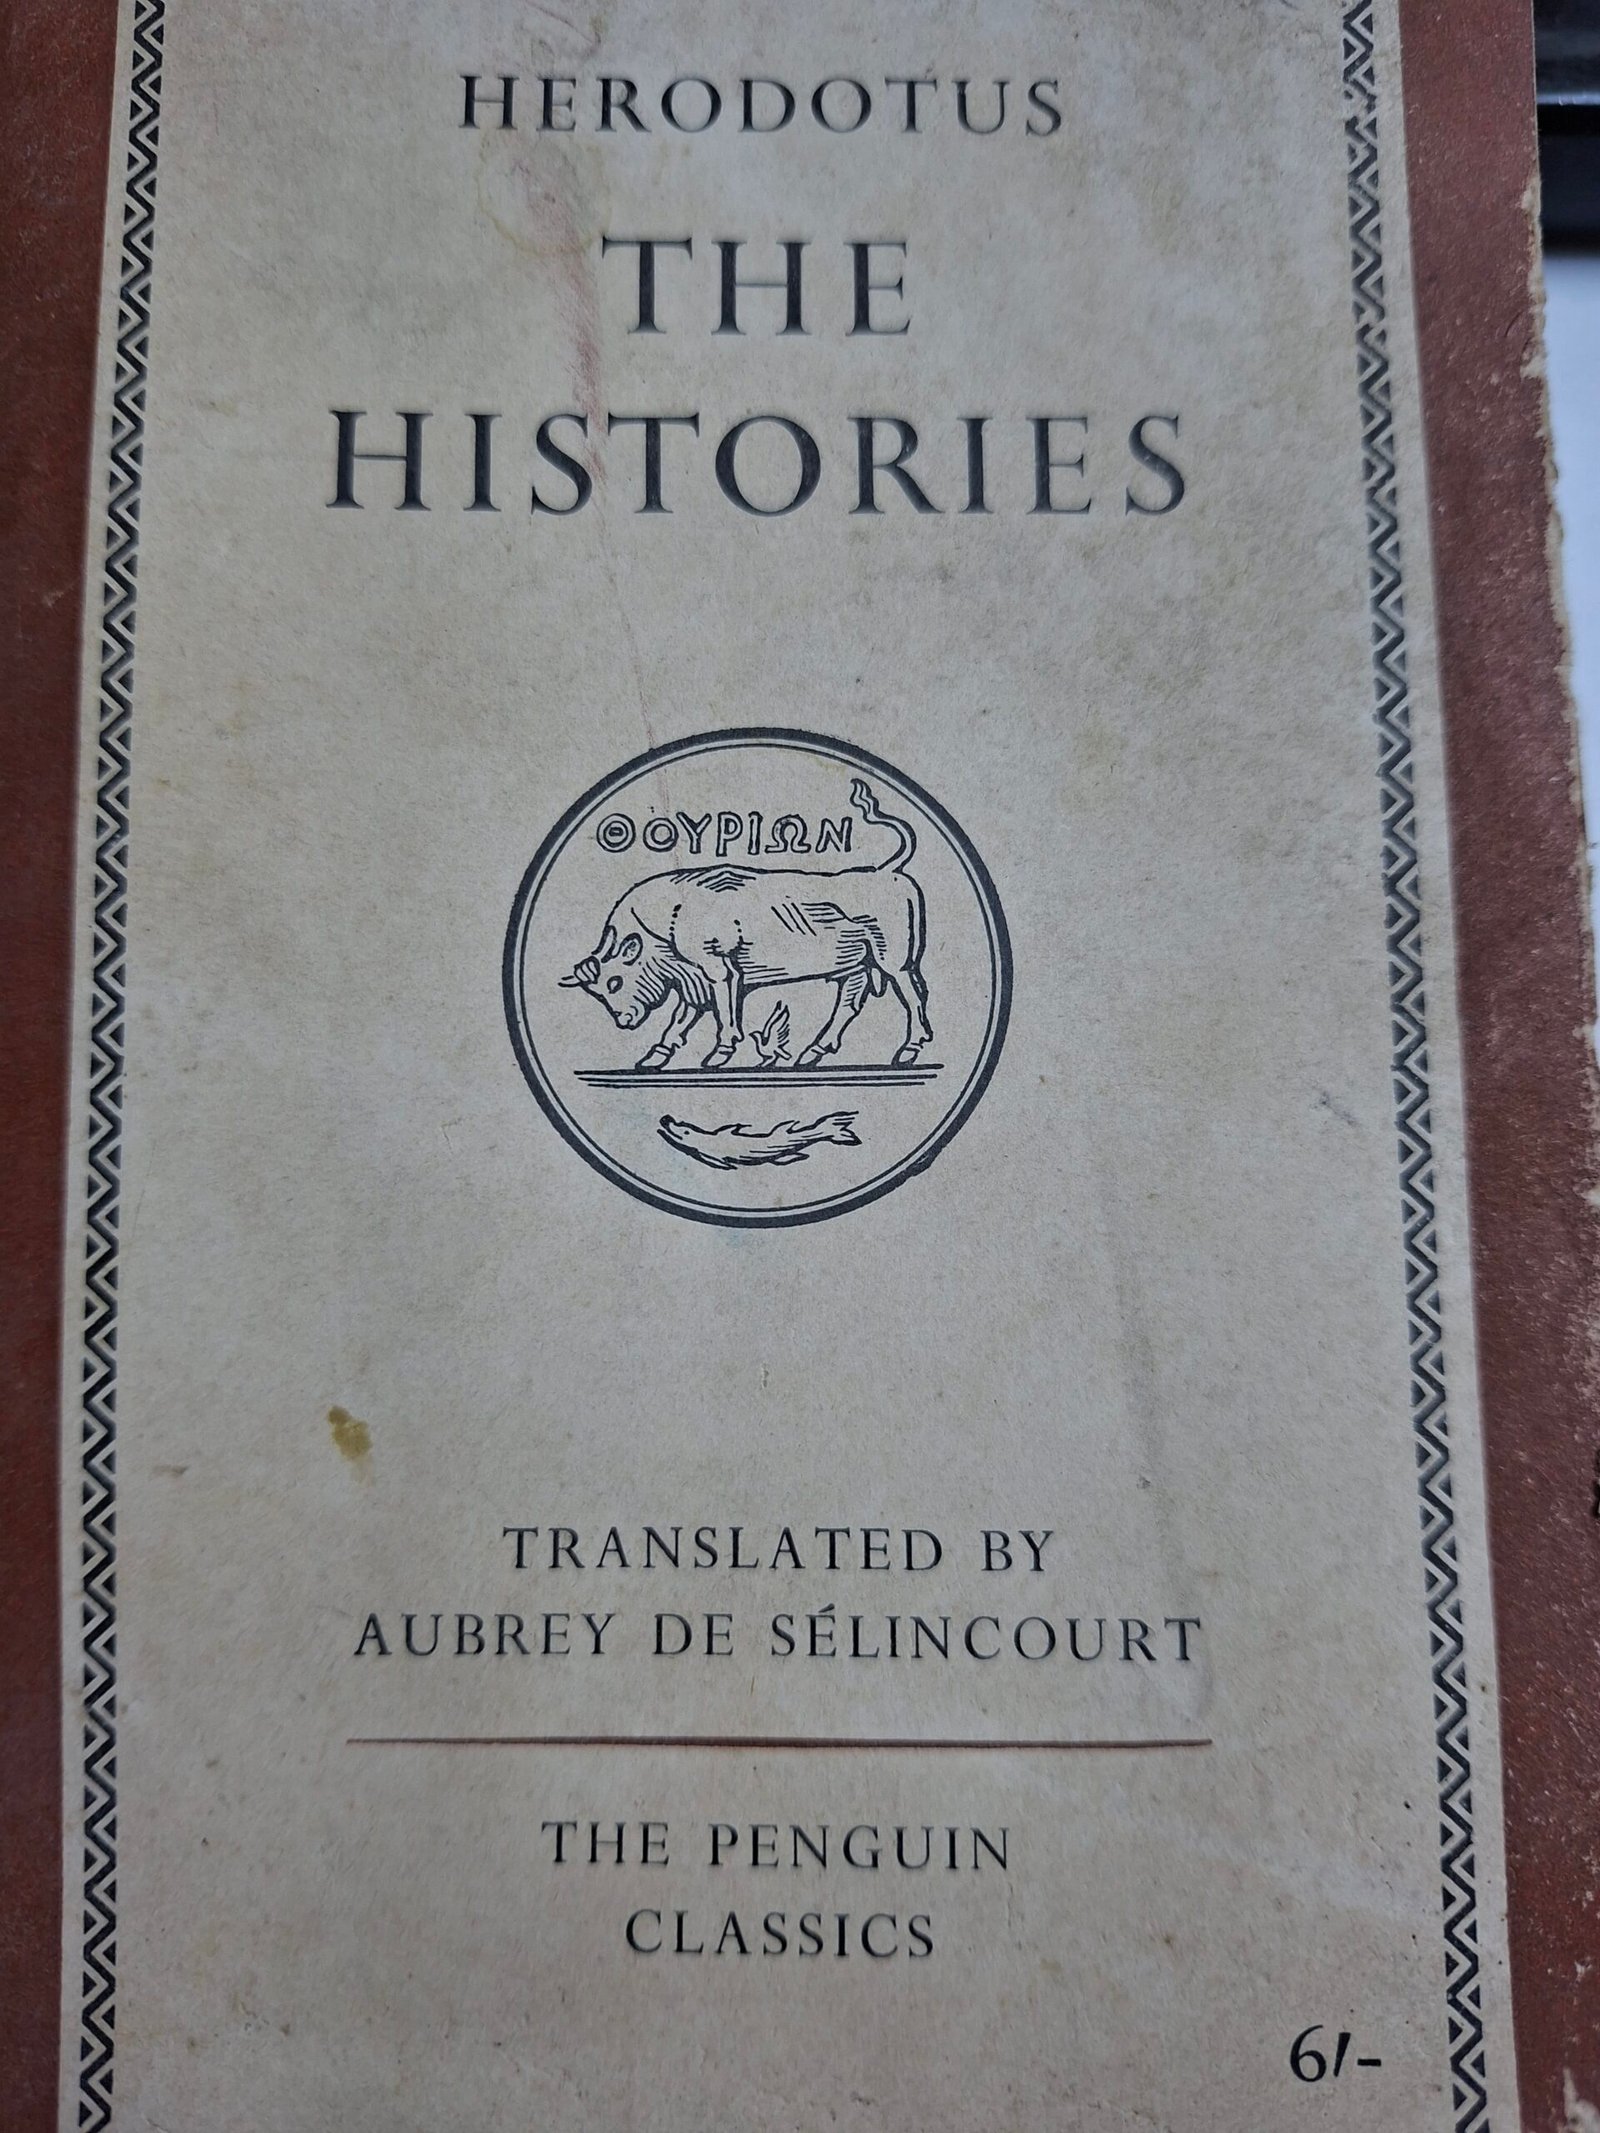 HERODOTUS
THE
HISTORIES
ΘΟΥΡΙΩΝ
TRANSLATED BY
AUBREY DE SÉLINCOURT
THE PENGUIN
CLASSICS
6/-